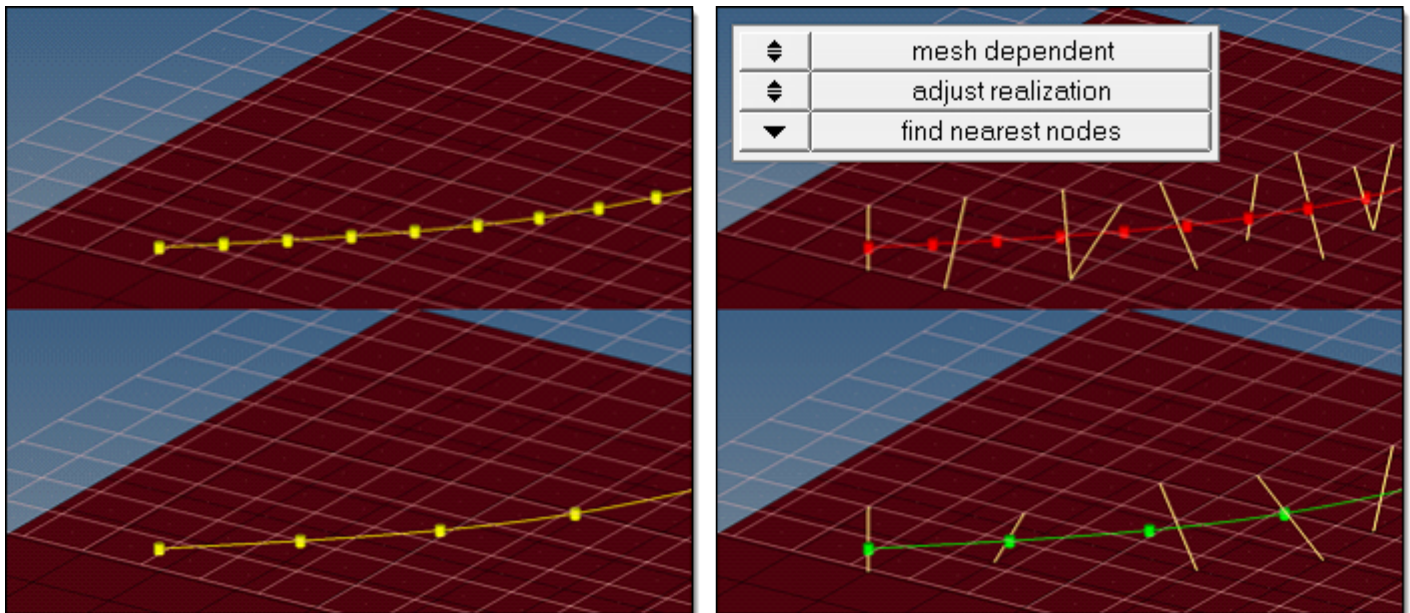 mesh dependent
adjust realization
find nearest nodes